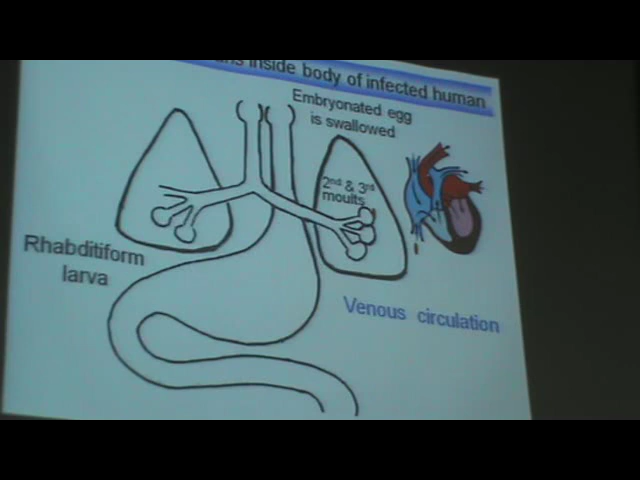 inside body of infected human
Embryonated egg
is swallowed
2nd & 3rd
moults
Rhabditiform
larva
Venous circulation